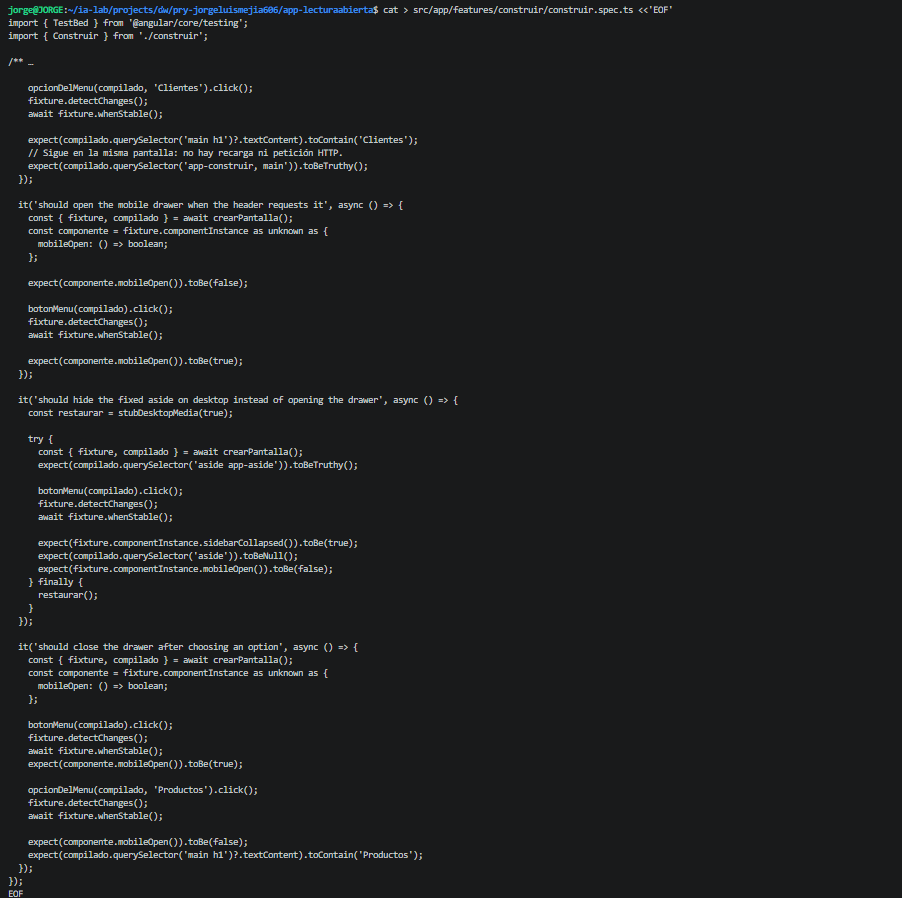 jorge@JORGE:~/ia-lab/projects/dw/pry-jorgeluismejia606/app-lecturaabierta$ cat > src/app/features/construir/construir.spec.ts <<'EOF'
import { TestBed } from '@angular/core/testing';
import { Construir } from './construir';

/** …

    opcionDelMenu(compilado, 'Clientes').click();
    fixture.detectChanges();
    await fixture.whenStable();

    expect(compilado.querySelector('main h1')?.textContent).toContain('Clientes');
    // Sigue en la misma pantalla: no hay recarga ni petición HTTP.
    expect(compilado.querySelector('app-construir, main')).toBeTruthy();
  });

  it('should open the mobile drawer when the header requests it', async () => {
    const { fixture, compilado } = await crearPantalla();
    const componente = fixture.componentInstance as unknown as {
      mobileOpen: () => boolean;
    };

    expect(componente.mobileOpen()).toBe(false);

    botonMenu(compilado).click();
    fixture.detectChanges();
    await fixture.whenStable();

    expect(componente.mobileOpen()).toBe(true);
  });

  it('should hide the fixed aside on desktop instead of opening the drawer', async () => {
    const restaurar = stubDesktopMedia(true);

    try {
      const { fixture, compilado } = await crearPantalla();
      expect(compilado.querySelector('aside app-aside')).toBeTruthy();

      botonMenu(compilado).click();
      fixture.detectChanges();
      await fixture.whenStable();

      expect(fixture.componentInstance.sidebarCollapsed()).toBe(true);
      expect(compilado.querySelector('aside')).toBeNull();
      expect(fixture.componentInstance.mobileOpen()).toBe(false);
    } finally {
      restaurar();
    }
  });

  it('should close the drawer after choosing an option', async () => {
    const { fixture, compilado } = await crearPantalla();
    const componente = fixture.componentInstance as unknown as {
      mobileOpen: () => boolean;
    };

    botonMenu(compilado).click();
    fixture.detectChanges();
    await fixture.whenStable();
    expect(componente.mobileOpen()).toBe(true);

    opcionDelMenu(compilado, 'Productos').click();
    fixture.detectChanges();
    await fixture.whenStable();

    expect(componente.mobileOpen()).toBe(false);
    expect(compilado.querySelector('main h1')?.textContent).toContain('Productos');
  });
});
EOF